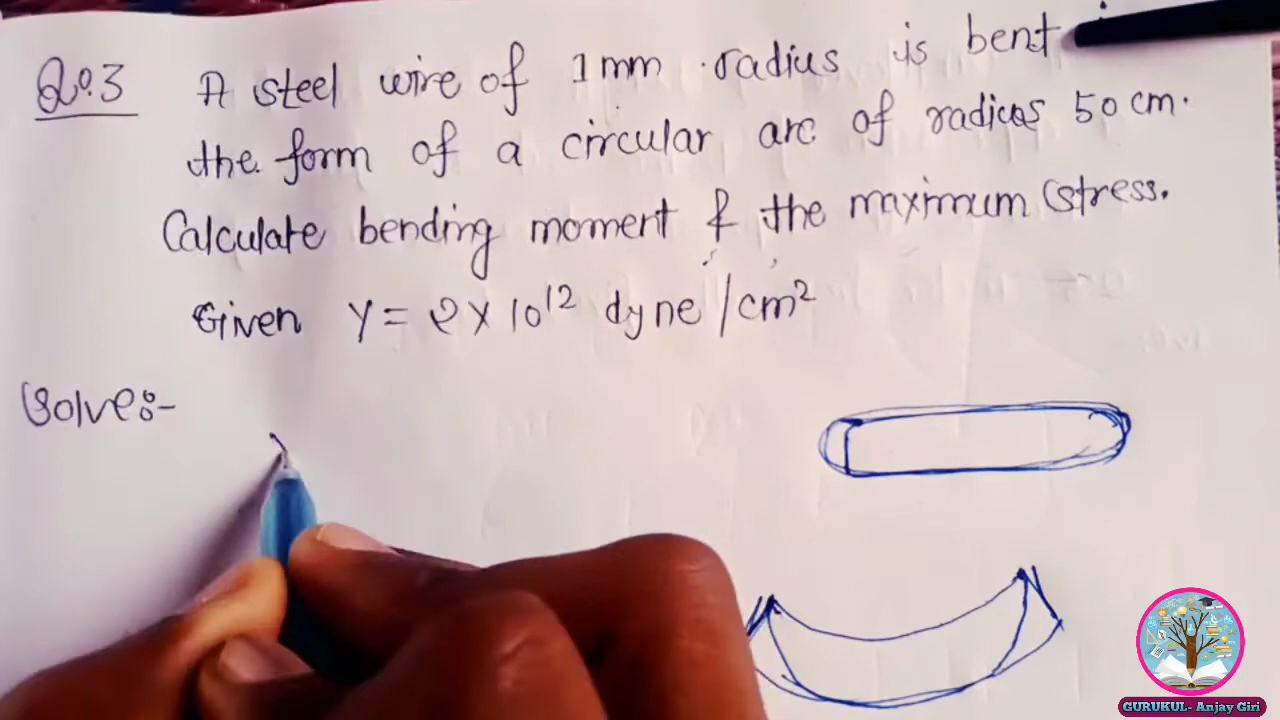 Qo.3 A steel wire of 1mm radius is bent
the form of a circular arc of radius 50 cm.
Calculate bending moment & the maximum stress.
Given Y = 2 x 10^12 dyne / cm^2
Solve:-
GURUKUL- Anjay Giri